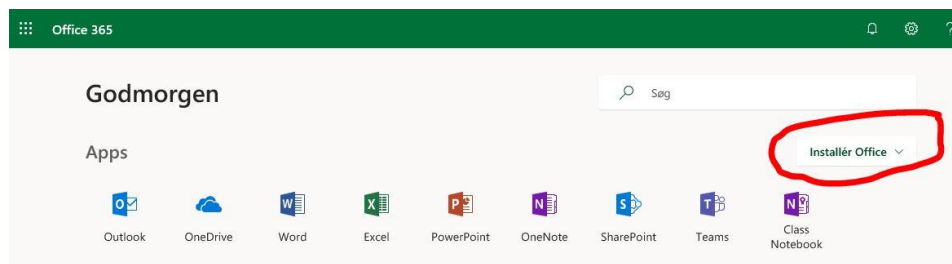 Office 365
Godmorgen
Søg
Apps
Installér Office
Outlook OneDrive Word Excel PowerPoint OneNote SharePoint Teams Class Notebook